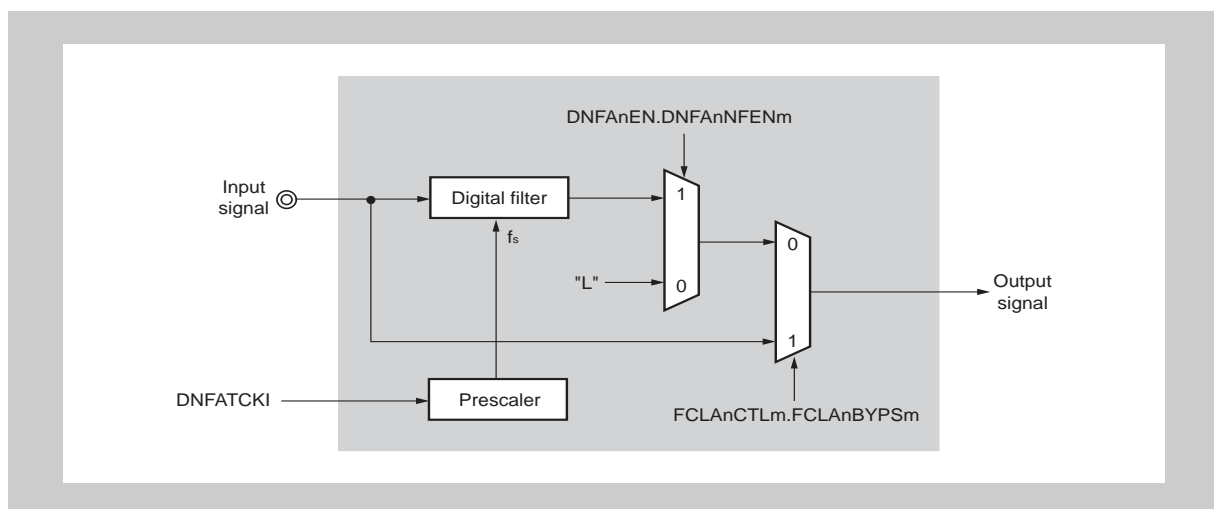 DNFAnEN.DNFAnNFENm
Input
signal
Digital filter
1
fs
0
"L"
0
Output
signal
1
DNFATCKI
Prescaler
FCLAnCTLm.FCLAnBYPSm